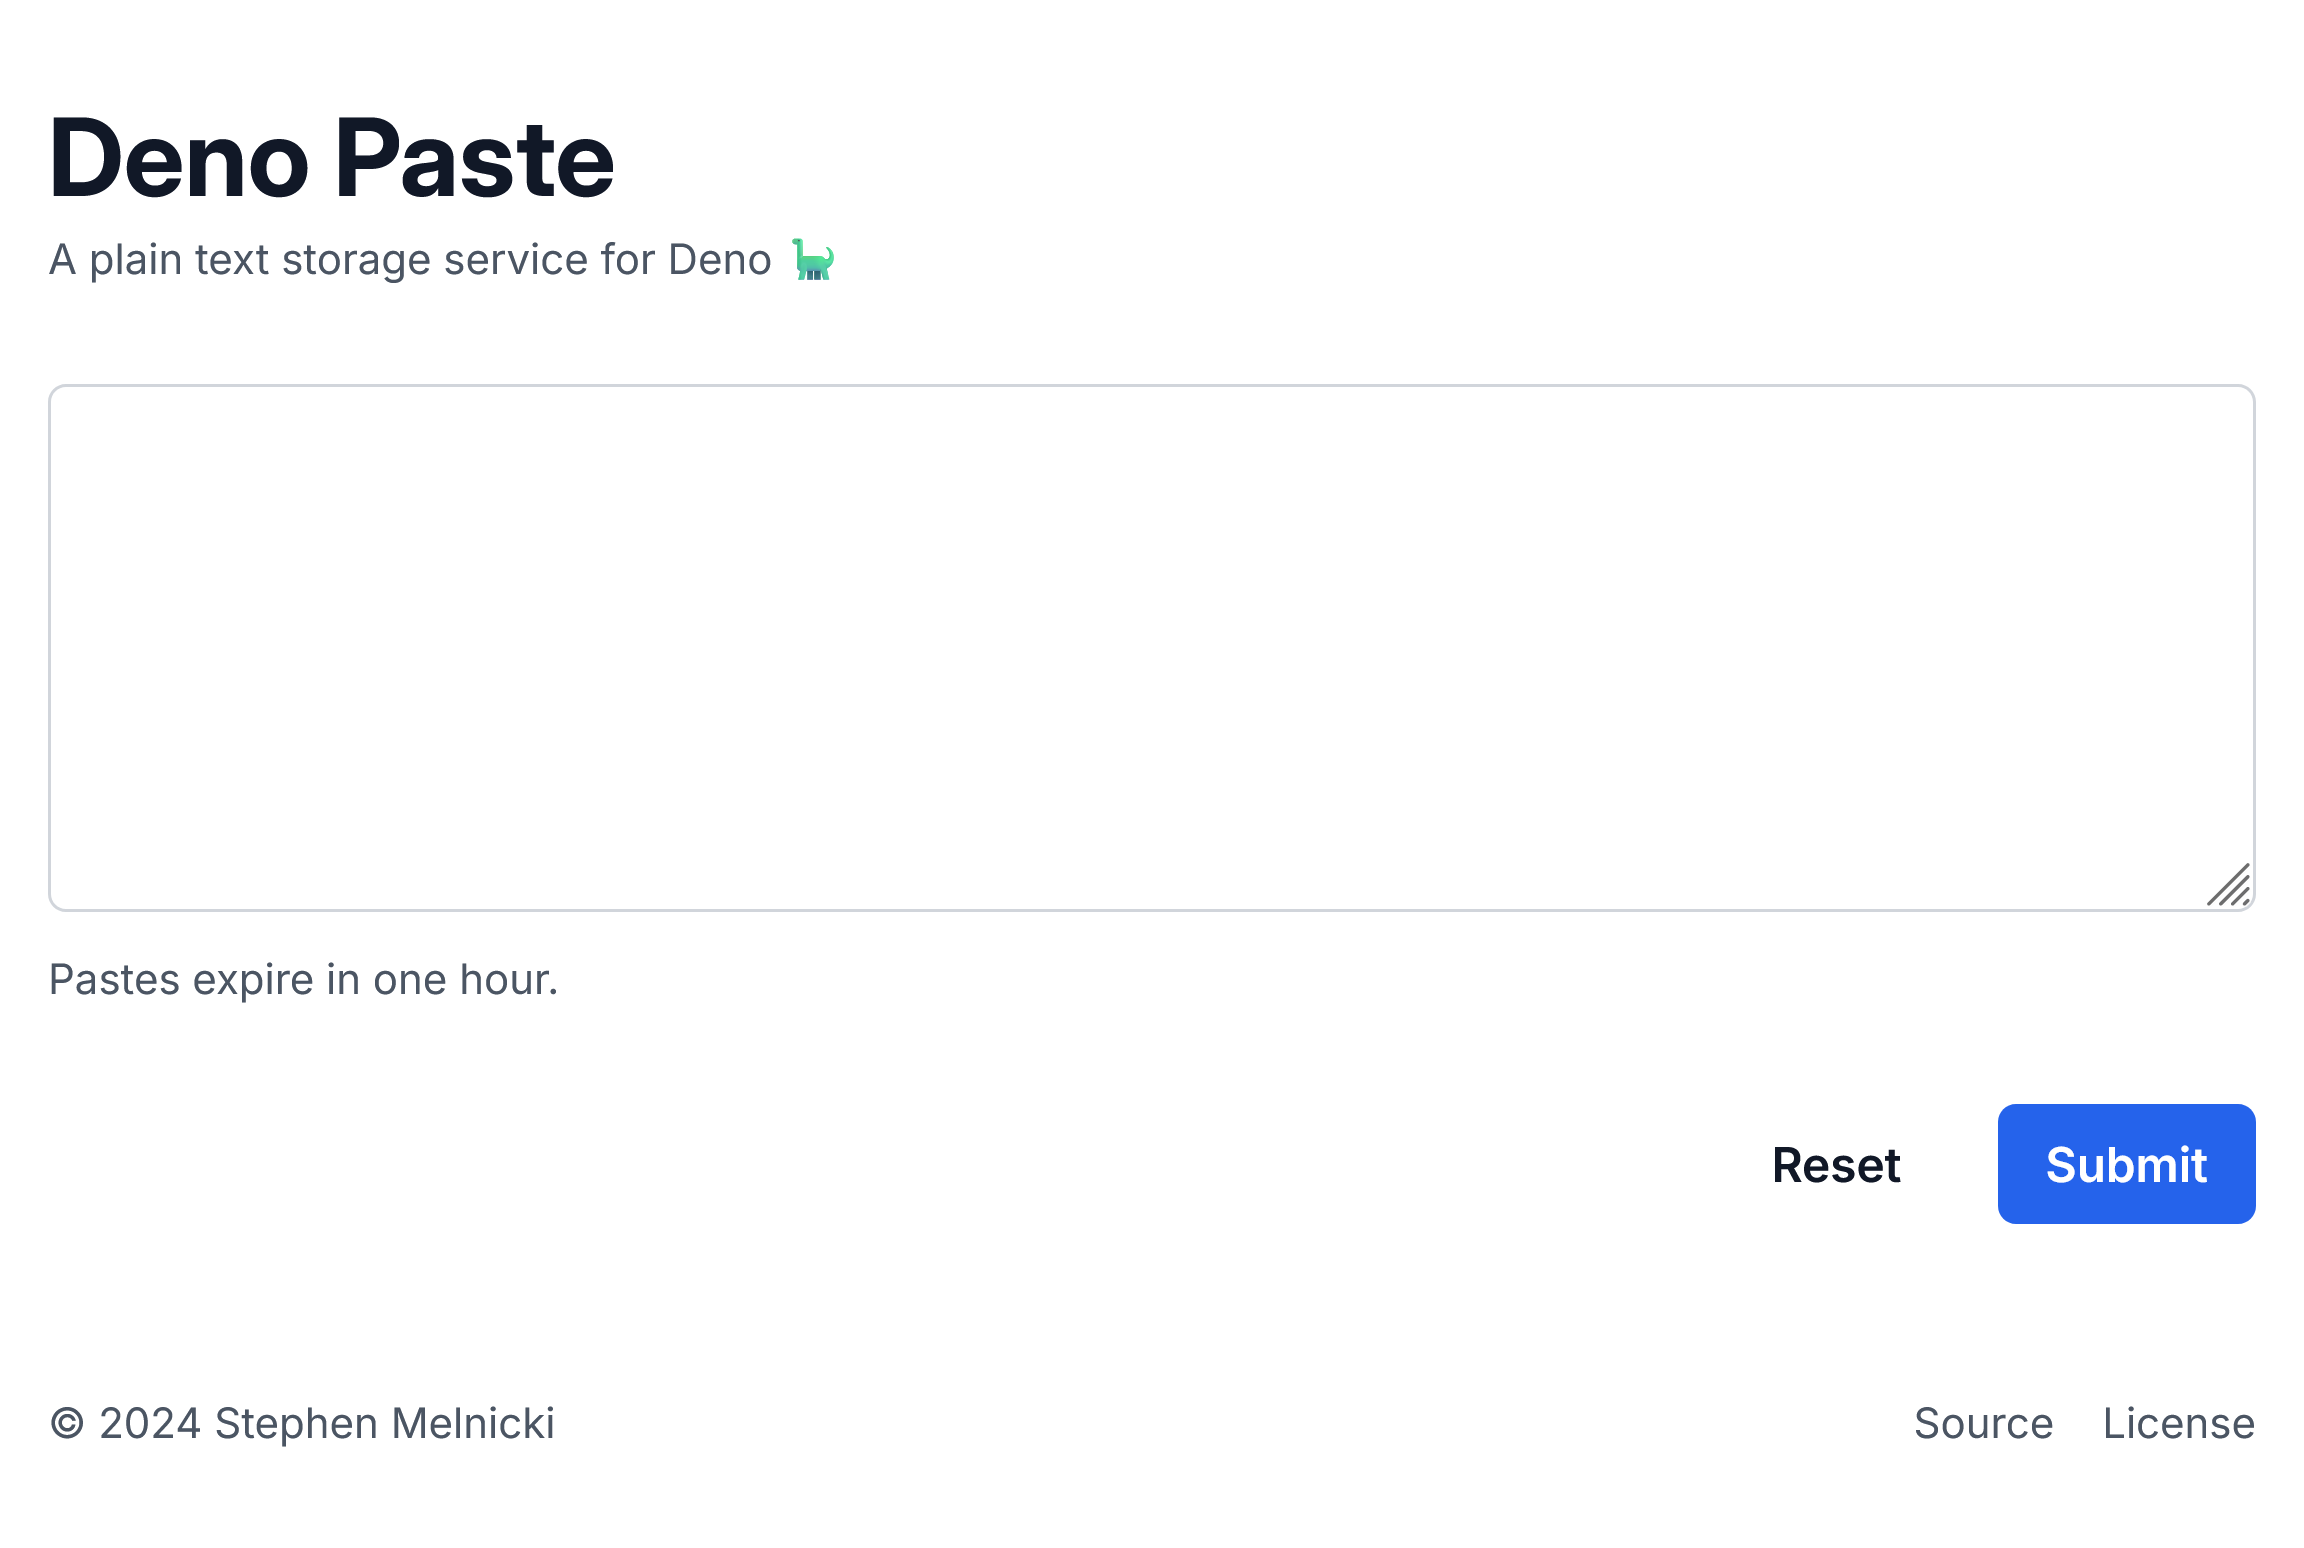 Deno Paste
A plain text storage service for Deno 🦕
Pastes expire in one hour.
Reset
Submit
© 2024 Stephen Melnicki
Source
License